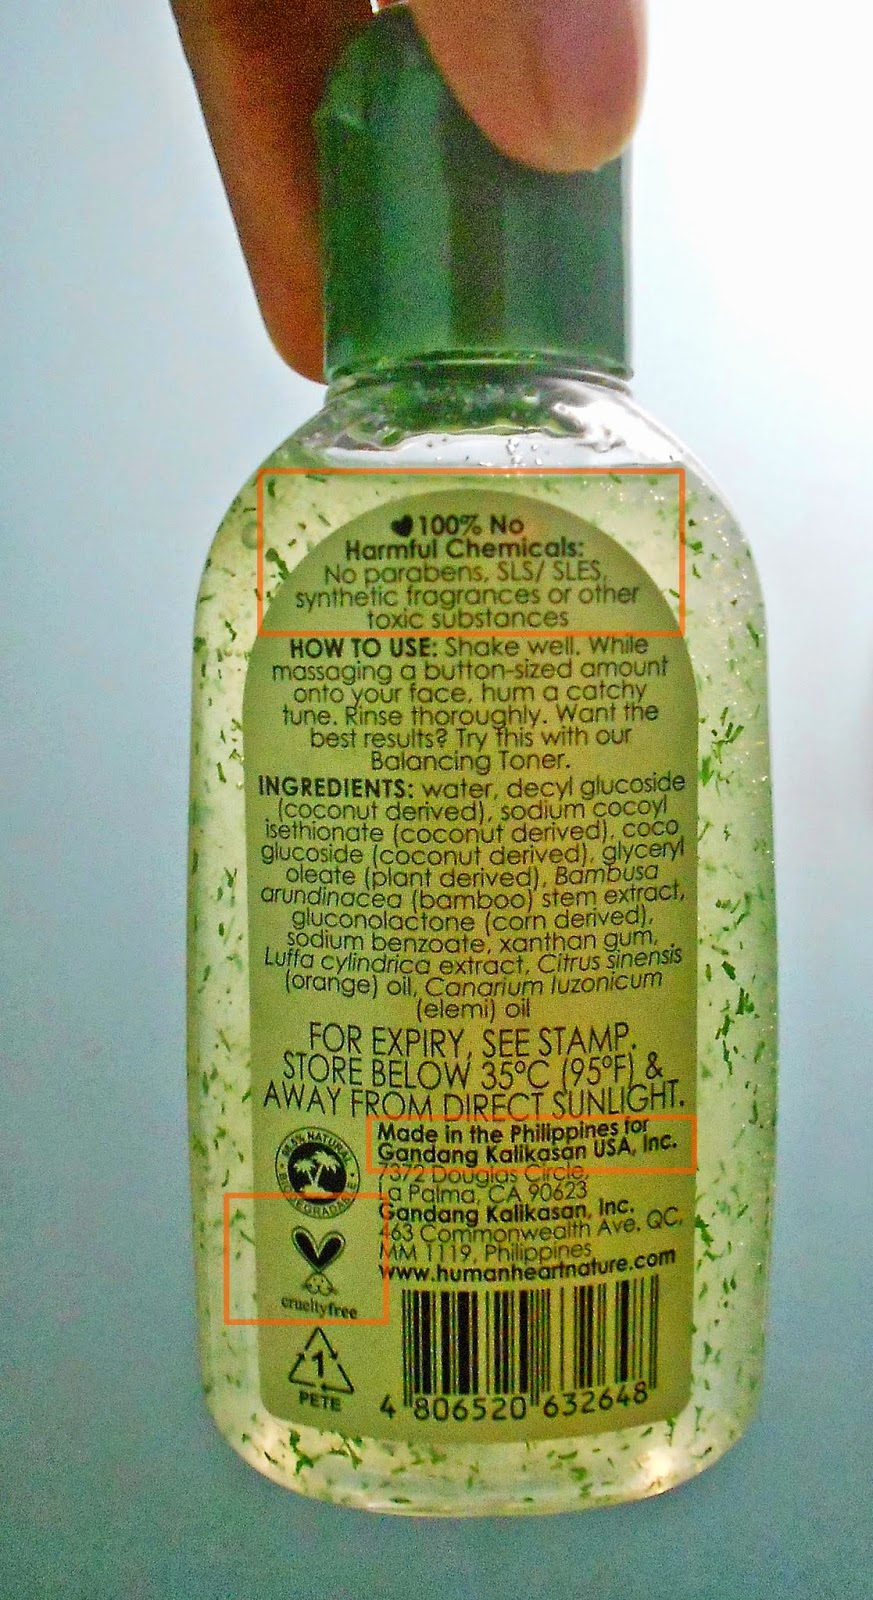 100% No
Harmful Chemicals:
No parabens, SLS/ SLES,
synthetic fragrances or other
toxic substances
HOW TO USE: Shake well. While
massaging a button-sized amount
onto your face, hum a catchy
tune. Rinse thoroughly. Want the
best results? Try this with our
Balancing Toner.
INGREDIENTS: water, decyl glucoside
(coconut derived), sodium cocoyl
isethionate (coconut derived), coco
glucoside (coconut derived), glyceryl
oleate (plant derived), Bambusa
arundinacea (bamboo) stem extract,
gluconolactone (corn derived),
sodium benzoate, xanthan gum,
Luffa cylindrica extract, Citrus sinensis
(orange) oil, Canarium luzonicum
(elemi) oil
FOR EXPIRY, SEE STAMP.
STORE BELOW 35ºC (95ºF) &
AWAY FROM DIRECT SUNLIGHT.
NATURAL
BIODEGRADABLE
Made in the Philippines for
Gandang Kalikasan USA, Inc.
7372 Douglas Circle,
La Palma, CA 90623
Gandang Kalikasan, Inc.
463 Commonwealth Ave. QC,
MM 1119, Philippines
www.humanheartnature.com
crueltyfree
1
PETE
4 806520 632648